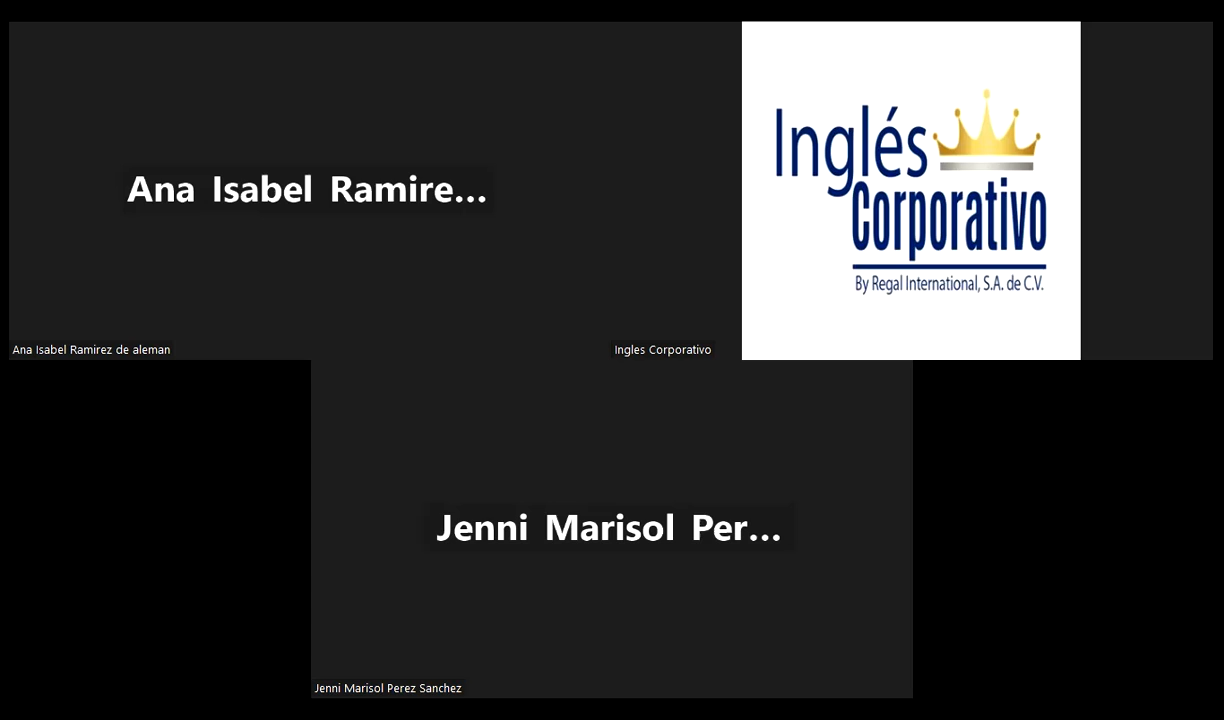 Ana Isabel Ramire...
Ana Isabel Ramirez de aleman
Inglés
Corporativo
By Regal International, S.A. de C.V.
Ingles Corporativo
Jenni Marisol Per...
Jenni Marisol Perez Sanchez